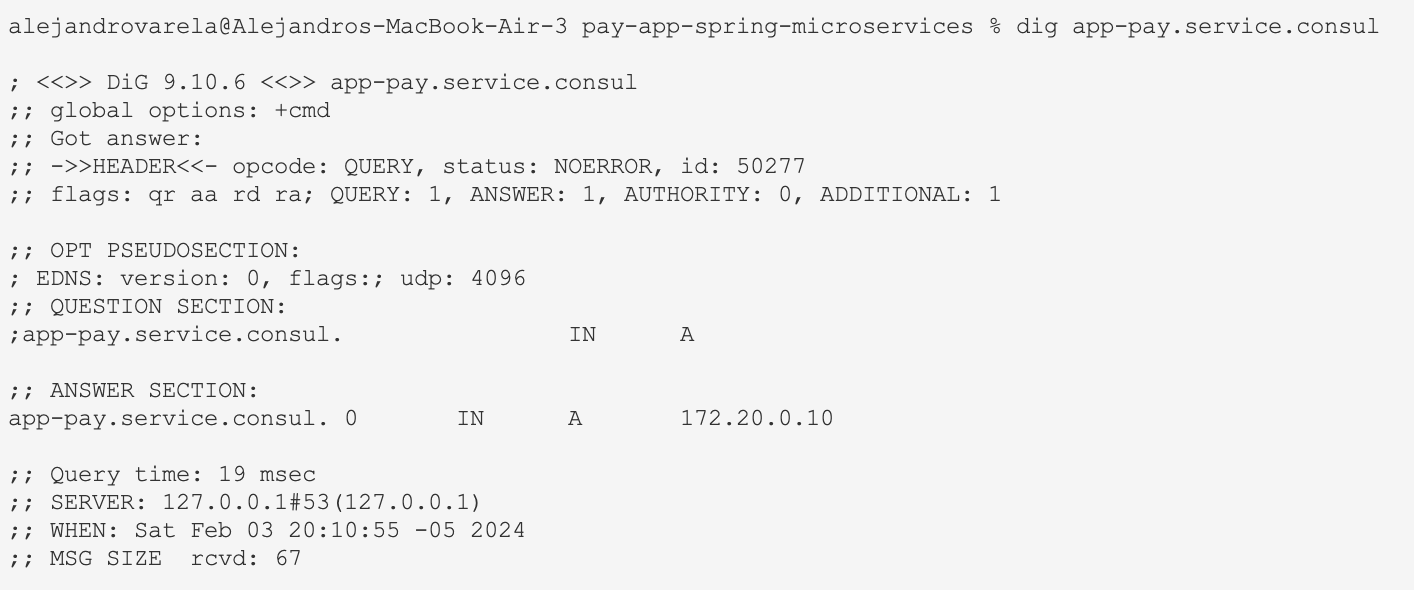 alejandrovarela@Alejandros-MacBook-Air-3 pay-app-spring-microservices % dig app-pay.service.consul
; <<>> DiG 9.10.6 <<>> app-pay.service.consul
;; global options: +cmd
;; Got answer:
;; ->>HEADER<<- opcode: QUERY, status: NOERROR, id: 50277
;; flags: qr aa rd ra; QUERY: 1, ANSWER: 1, AUTHORITY: 0, ADDITIONAL: 1
;; OPT PSEUDOSECTION:
; EDNS: version: 0, flags:; udp: 4096
;; QUESTION SECTION:
;app-pay.service.consul. IN A
;; ANSWER SECTION:
app-pay.service.consul. 0 IN A 172.20.0.10
;; Query time: 19 msec
;; SERVER: 127.0.0.1#53(127.0.0.1)
;; WHEN: Sat Feb 03 20:10:55 -05 2024
;; MSG SIZE  rcvd: 67